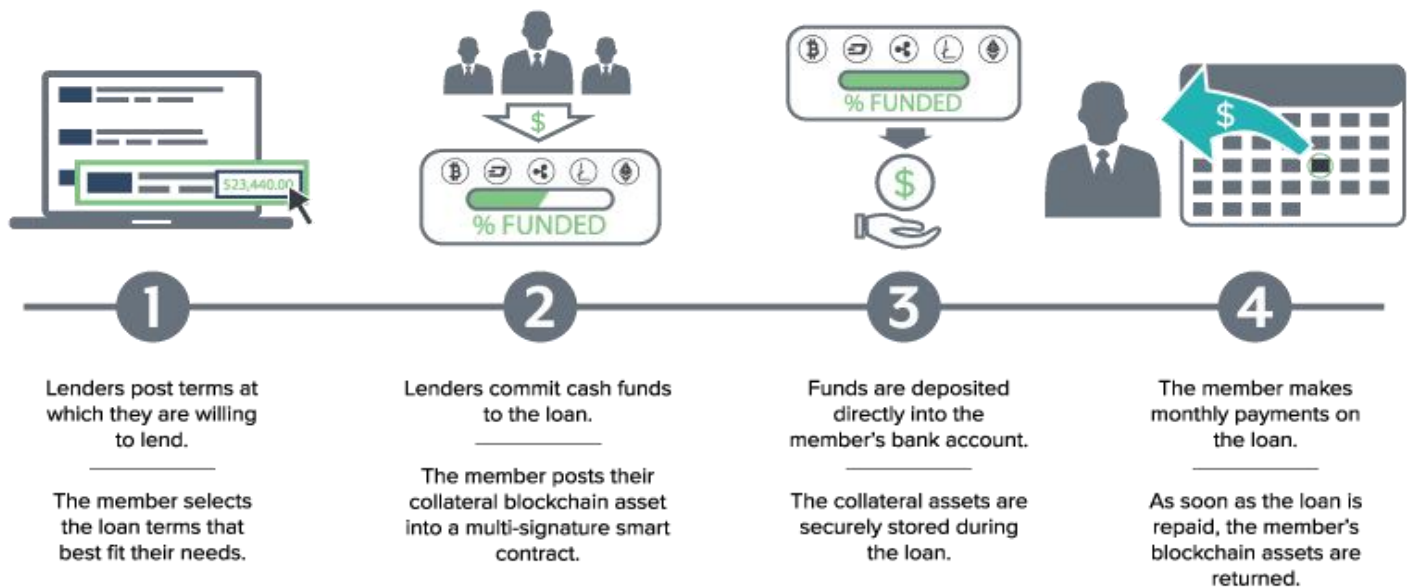 $23,440.00
$
% FUNDED
% FUNDED
$
$
1
2
3
4
Lenders post terms at
which they are willing
to lend.
The member selects
the loan terms that
best fit their needs.
Lenders commit cash funds
to the loan.
The member posts their
collateral blockchain asset
into a multi-signature smart
contract.
Funds are deposited
directly into the
member's bank account.
The collateral assets are
securely stored during
the loan.
The member makes
monthly payments on
the loan.
As soon as the loan is
repaid, the member's
blockchain assets are
returned.